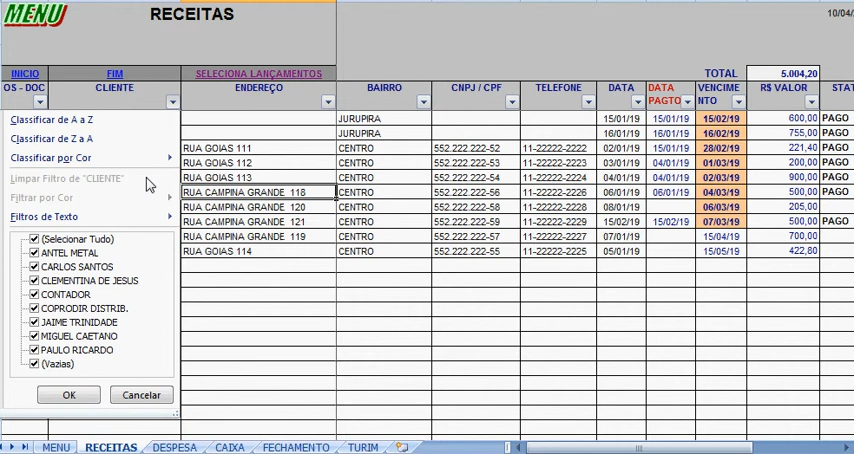 MENU RECEITAS 10/04/
INICIO FIM SELECIONA LANÇAMENTOS TOTAL 5.004,20
OS - DOC CLIENTE ENDEREÇO BAIRRO CNPJ / CPF TELEFONE DATA DATA PAGTO VENCIME NTO R$ VALOR STAT
JURUPIRA 15/01/19 15/01/19 15/02/19 600,00 PAGO
JURUPIRA 16/01/19 16/01/19 16/02/19 755,00 PAGO
RUA GOIAS 111 CENTRO 552.222.222-52 11-22222-2222 02/01/19 15/01/19 28/02/19 221,40 PAGO
RUA GOIAS 112 CENTRO 552.222.222-53 11-22222-2223 03/01/19 04/01/19 01/03/19 200,00 PAGO
RUA GOIAS 113 CENTRO 552.222.222-54 11-22222-2224 04/01/19 04/01/19 02/03/19 900,00 PAGO
RUA CAMPINA GRANDE 118 CENTRO 552.222.222-56 11-22222-2226 06/01/19 06/01/19 04/03/19 500,00 PAGO
RUA CAMPINA GRANDE 120 CENTRO 552.222.222-58 11-22222-2228 08/01/19 06/03/19 205,00
RUA CAMPINA GRANDE 121 CENTRO 552.222.222-59 11-22222-2229 15/02/19 15/02/19 07/03/19 500,00 PAGO
RUA CAMPINA GRANDE 119 CENTRO 552.222.222-57 11-22222-2227 07/01/19 15/04/19 700,00
RUA GOIAS 114 CENTRO 552.222.222-55 11-22222-2225 05/01/19 15/05/19 422,80
Classificar de A a Z
Classificar de Z a A
Classificar por Cor
Limpar Filtro de "CLIENTE"
Filtrar por Cor
Filtros de Texto
(Selecionar Tudo)
ANTEL METAL
CARLOS SANTOS
CLEMENTINA DE JESUS
CONTADOR
COPRODIR DISTRIB.
JAIME TRINIDADE
MIGUEL CAETANO
PAULO RICARDO
(Vazias)
OK Cancelar
MENU RECEITAS DESPESA CAIXA FECHAMENTO TURIM